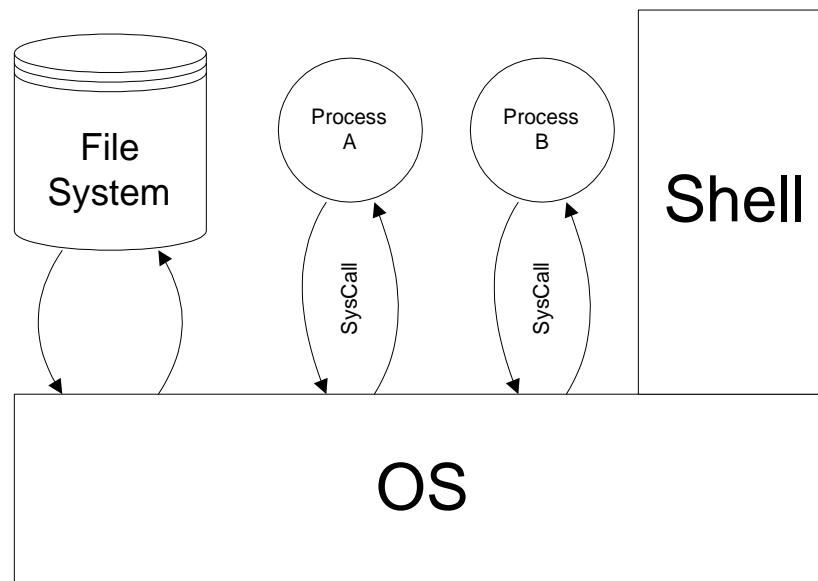 File
System
Process
A
Process
B
Shell
SysCall
SysCall
OS